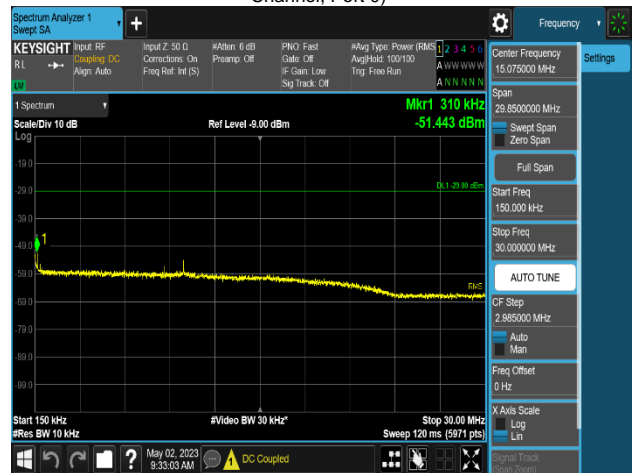 Channel, Port 0)
Spectrum Analyzer 1
Swept SA
Frequency
KEYSIGHT
RL
Input: RF
Coupling: DC
Align: Auto
Input Z: 50 Ω
Corrections: On
Freq Ref: Int (S)
#Atten: 6 dB
Preamp: Off
PNO: Fast
Gate: Off
IF Gain: Low
Sig Track: Off
#Avg Type: Power (RMS
Avg|Hold: 100/100
Trig: Free Run
1 2 3 4 5 6
A W W W W W
A N N N N N
1 Spectrum
Scale/Div 10 dB
Log
Ref Level -9.00 dBm
Mkr1 310 kHz
-51.443 dBm
-19.0
-29.0
-39.0
-49.0
-59.0
-69.0
-79.0
-89.0
-99.0
DL1 -29.00 dBm
1
RMS
Start 150 kHz
#Res BW 10 kHz
#Video BW 30 kHz*
Stop 30.00 MHz
Sweep 120 ms (5971 pts)
Center Frequency
15.075000 MHz
Settings
Span
29.8500000 MHz
Swept Span
Zero Span
Full Span
Start Freq
150.000 kHz
Stop Freq
30.000000 MHz
AUTO TUNE
CF Step
2.985000 MHz
Auto
Man
Freq Offset
0 Hz
X Axis Scale
Log
Lin
Signal Track
(Span Zoom)
?
May 02, 2023
9:33:03 AM
DC Coupled